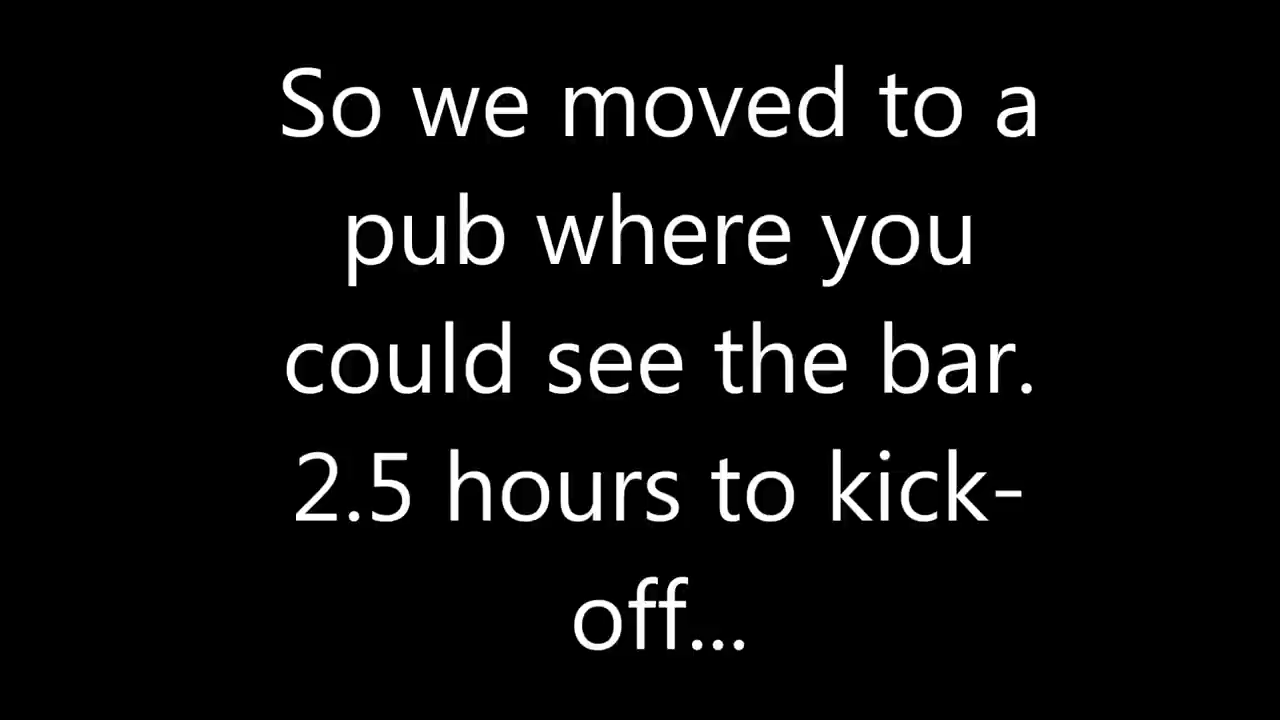 So we moved to a
pub where you
could see the bar.
2.5 hours to kick-
off...